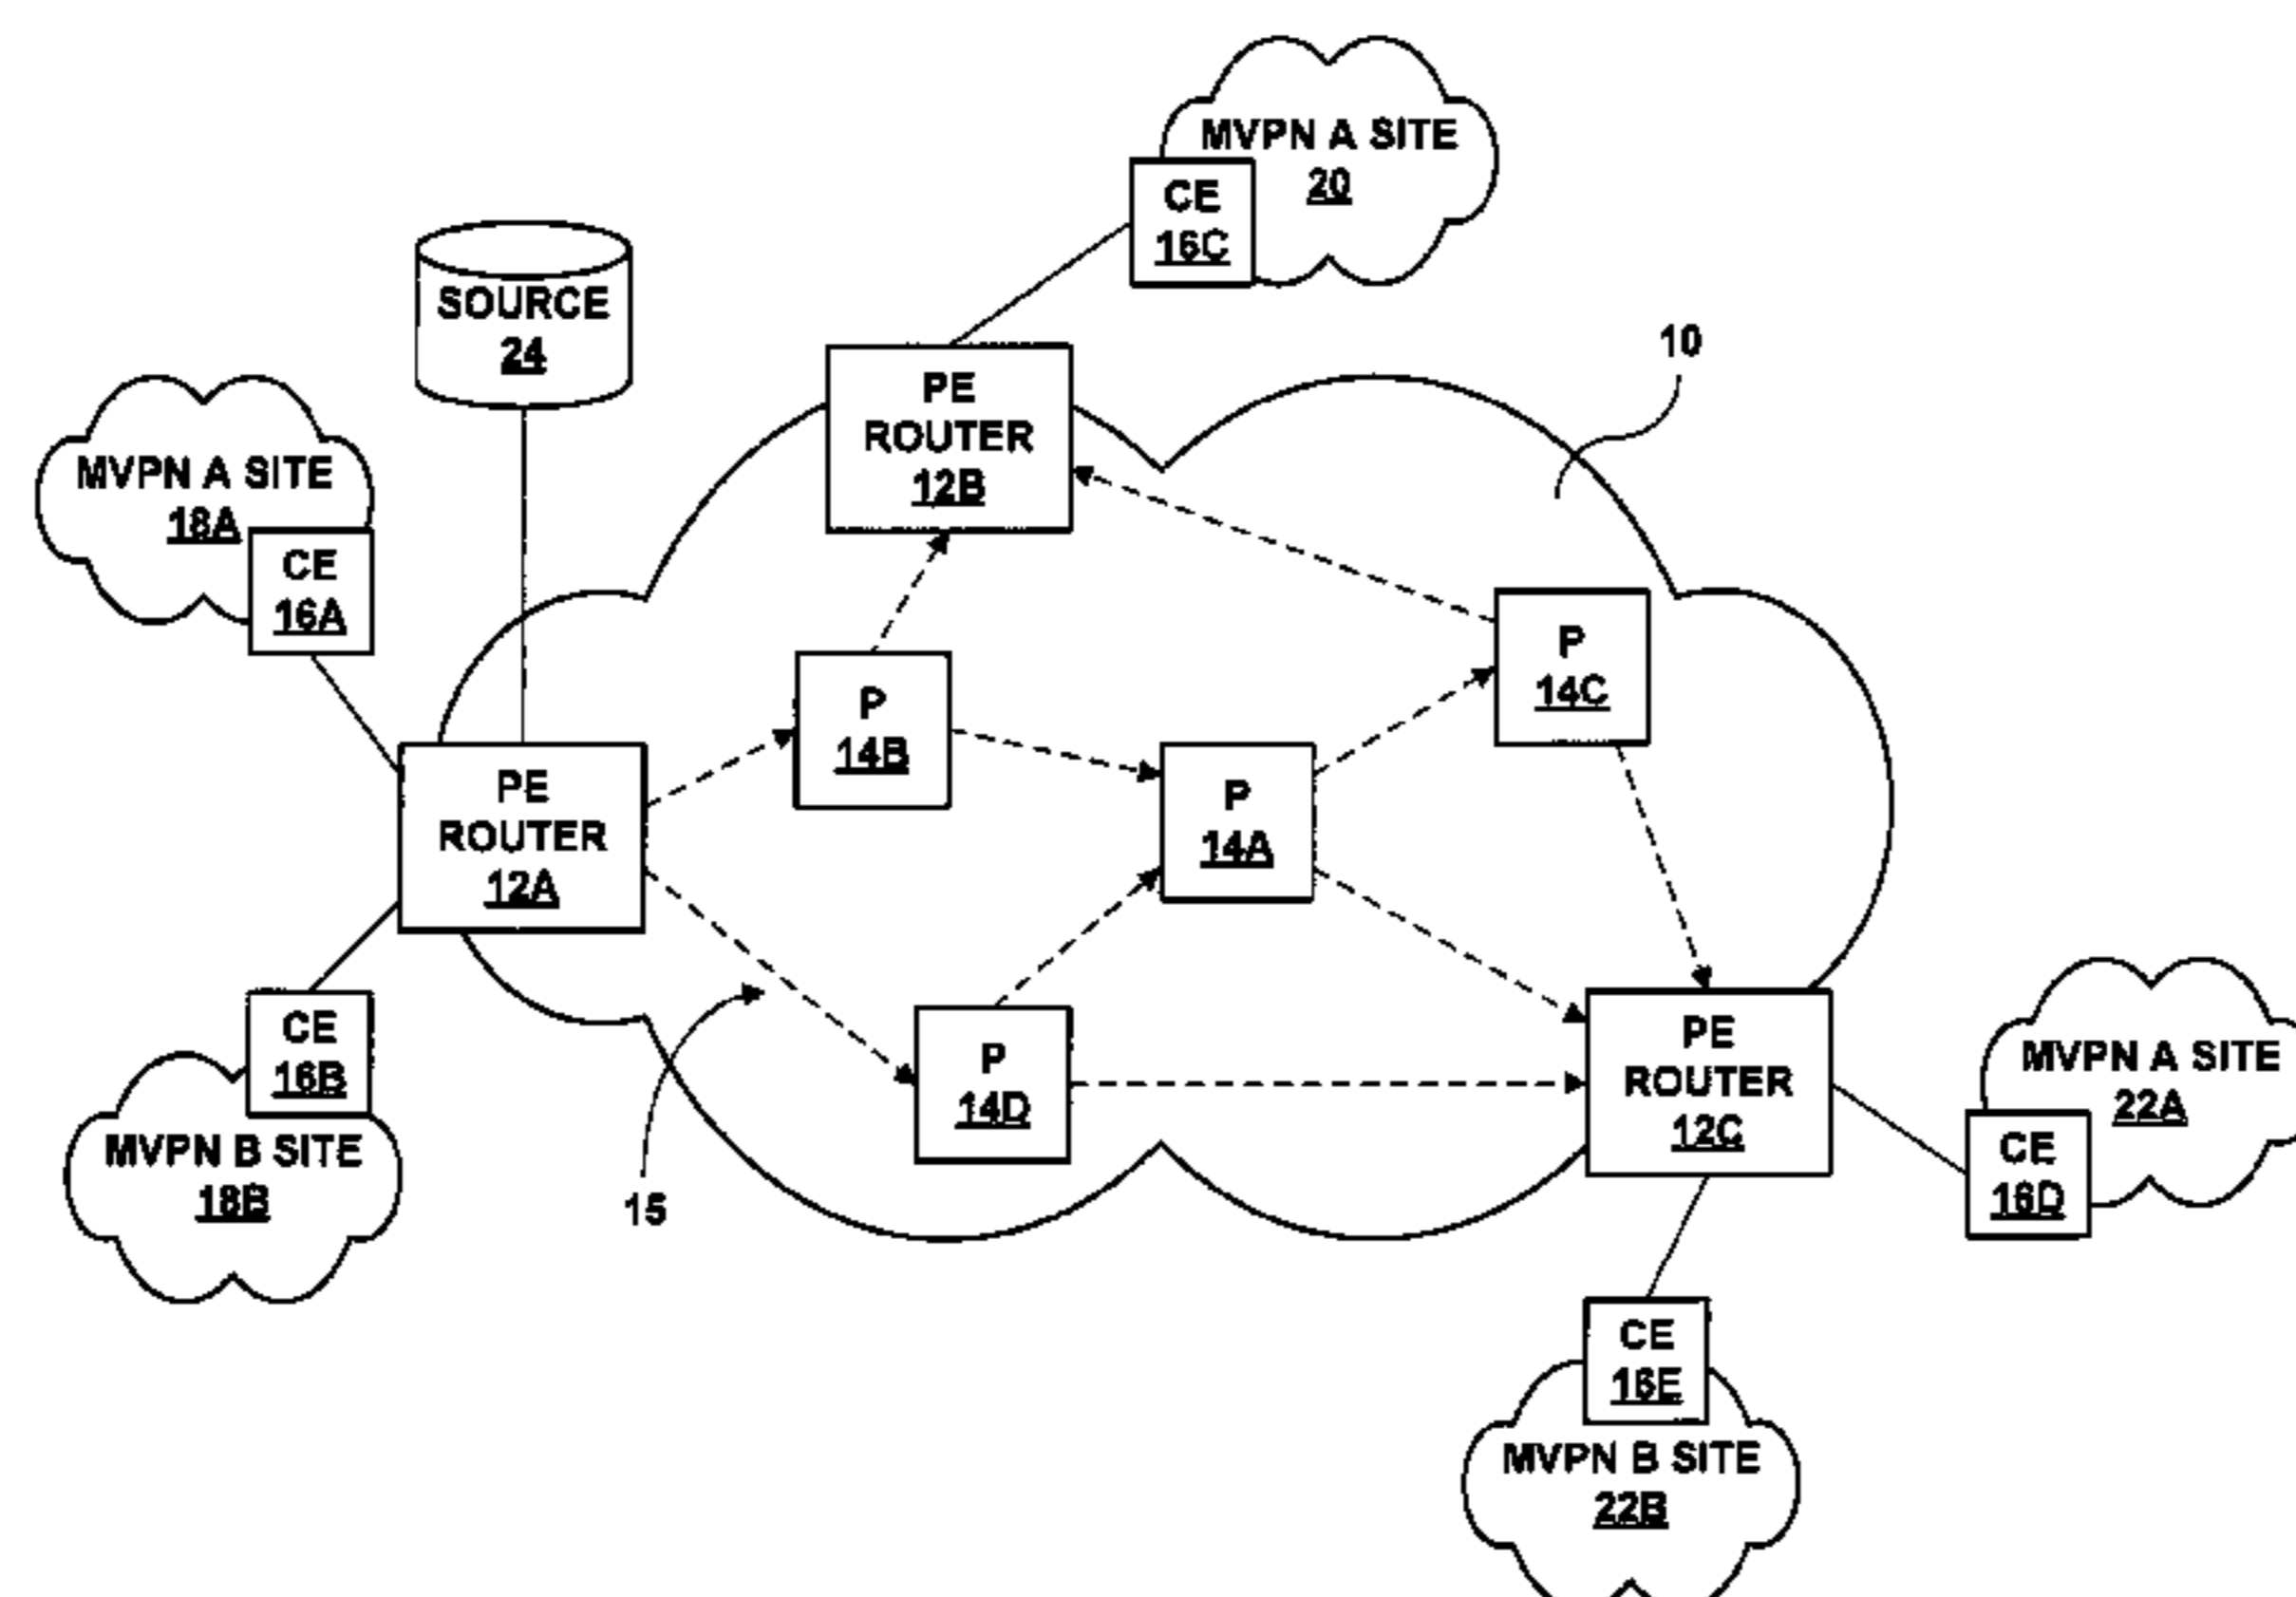 MVPN A SITE
20
CE
16C
SOURCE
24
10
PE
ROUTER
12B
MVPN A SITE
18A
CE
16A
P
14C
P
14B
PE
ROUTER
12A
P
14A
CE
16B
MVPN B SITE
18B
15
P
14D
PE
ROUTER
12C
MVPN A SITE
22A
CE
16D
CE
16E
MVPN B SITE
22B